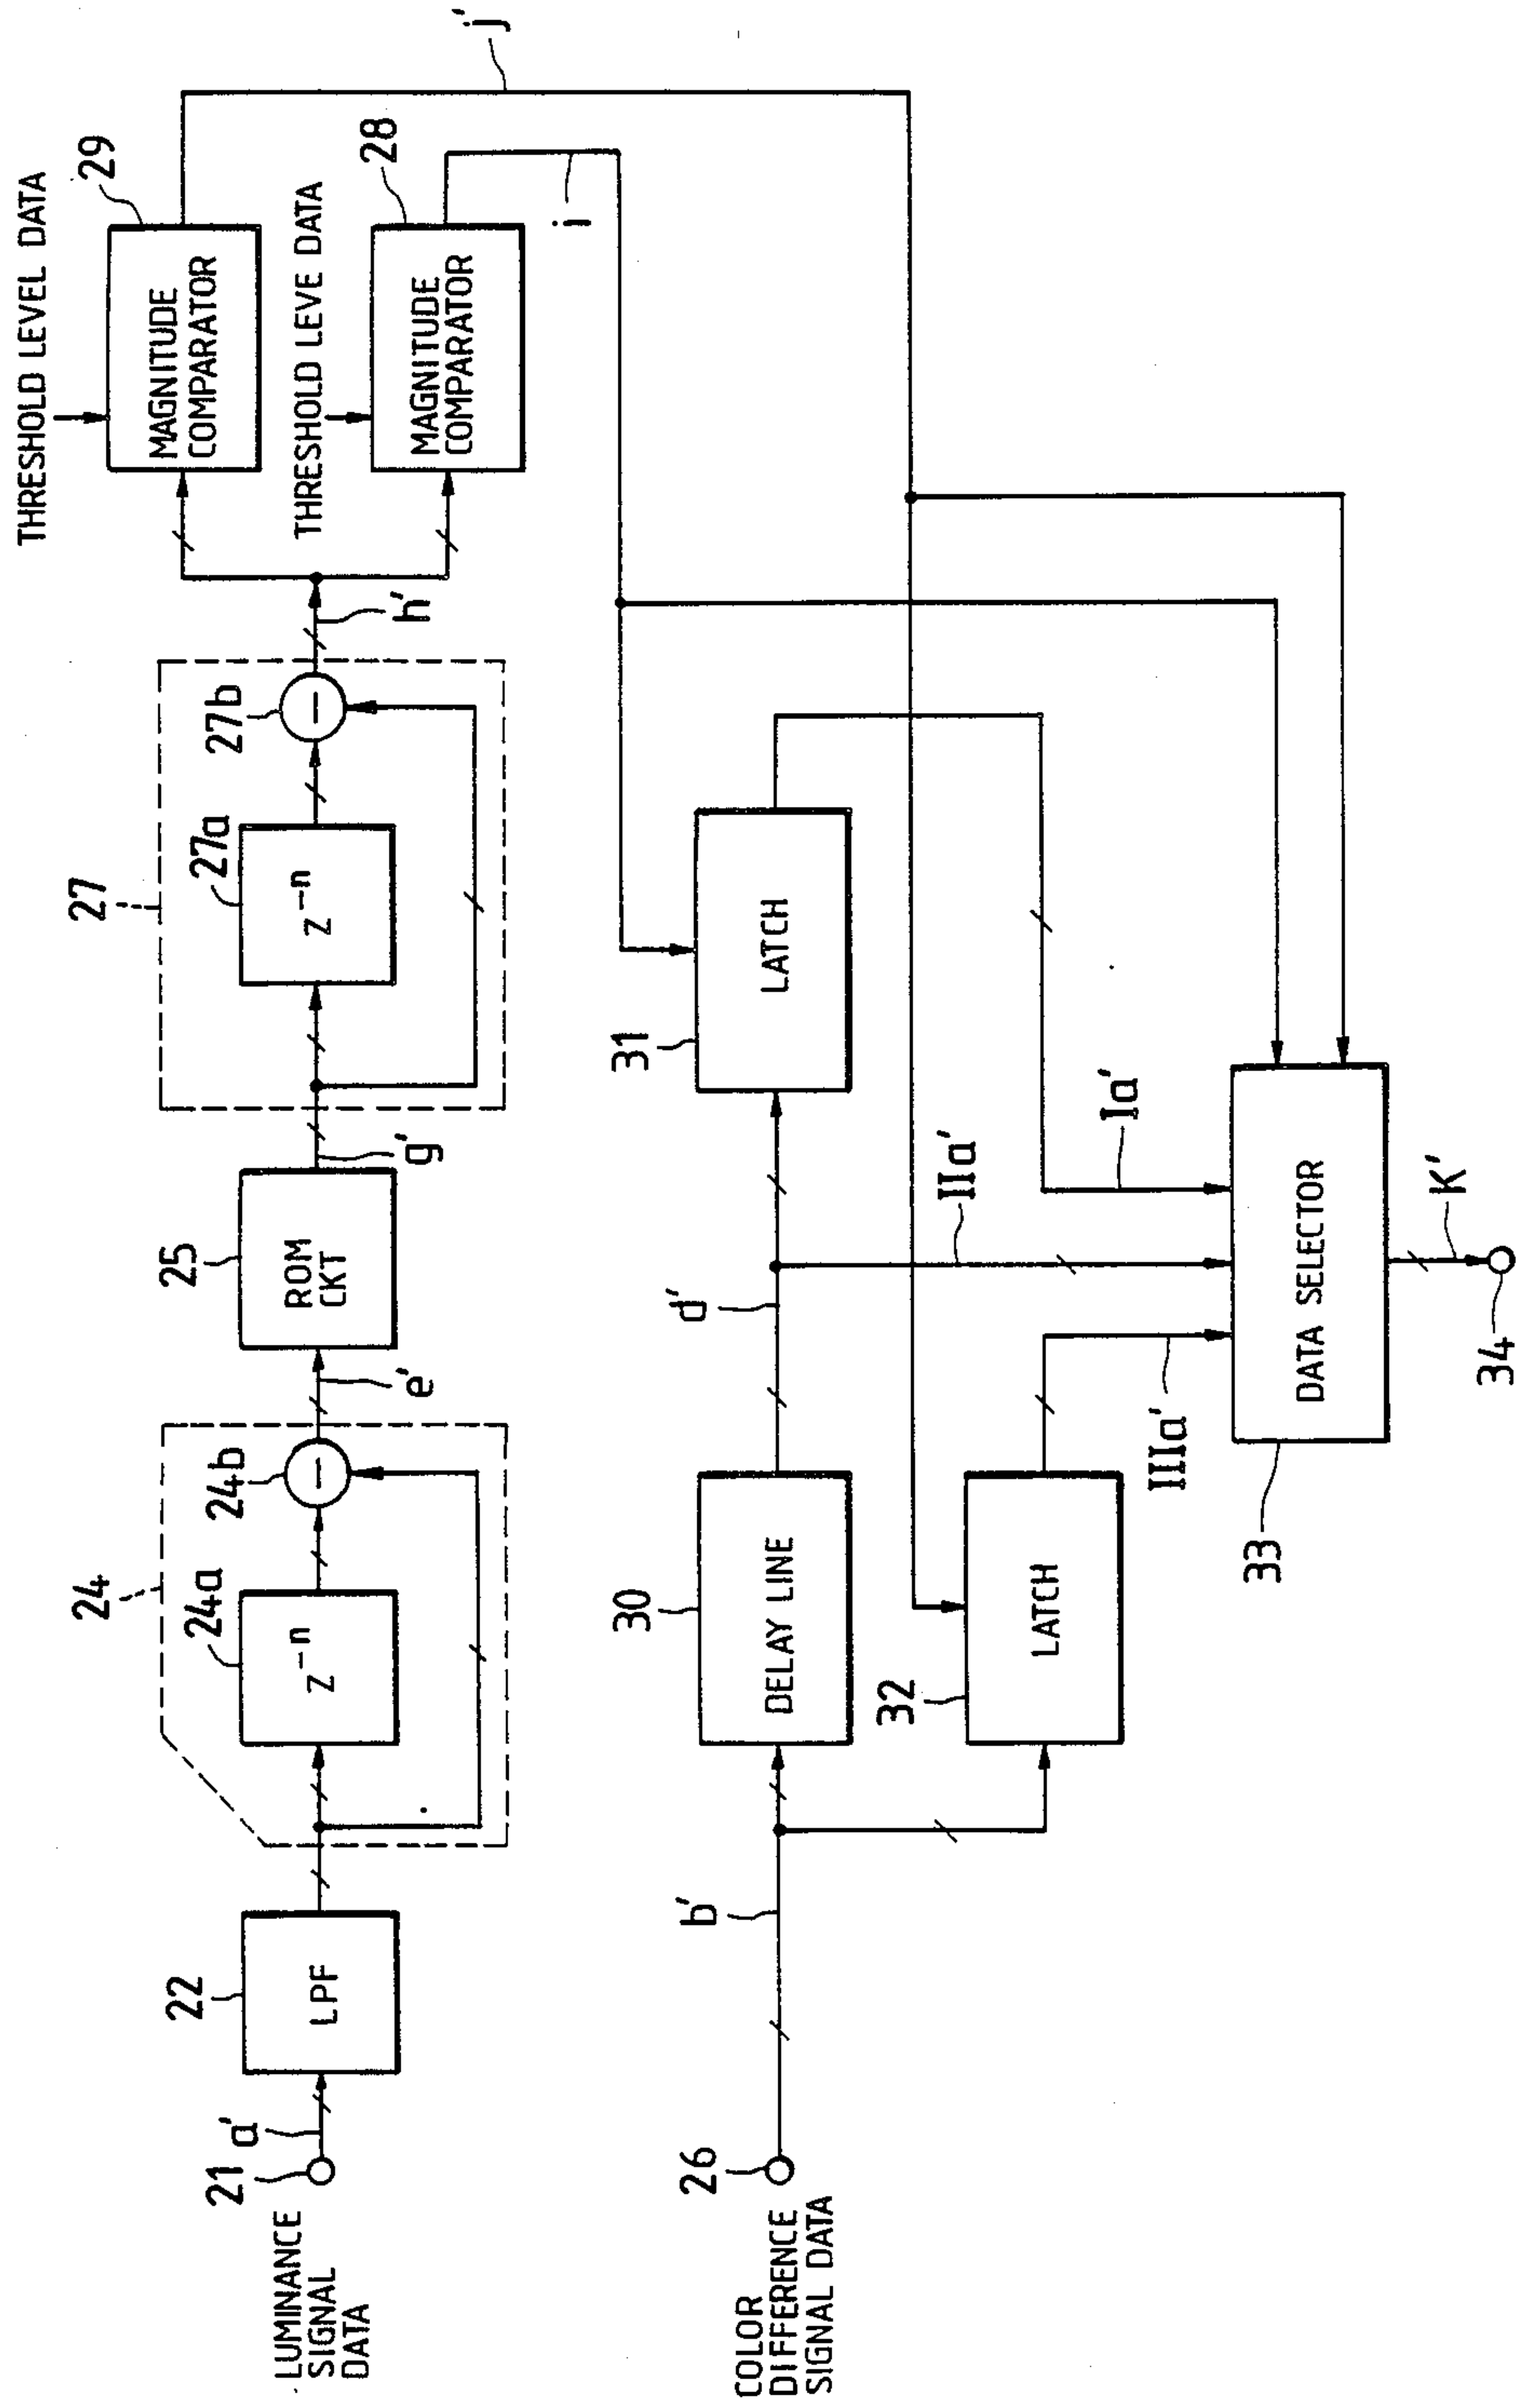 LUMINANCE
SIGNAL
DATA
21
a'
22
LPF
24
24a
z⁻ⁿ
24b
e'
25
ROM
CKT
g'
27
27a
z⁻ⁿ
27b
h'
THRESHOLD LEVEL DATA
29
MAGNITUDE
COMPARATOR
THRESHOLD LEVE DATA
28
MAGNITUDE
COMPARATOR
j'
i
COLOR
DIFFERENCE
SIGNAL DATA
26
b'
30
DELAY LINE
d'
31
LATCH
32
LATCH
Ia'
IIa'
IIIa'
33
DATA SELECTOR
K'
34